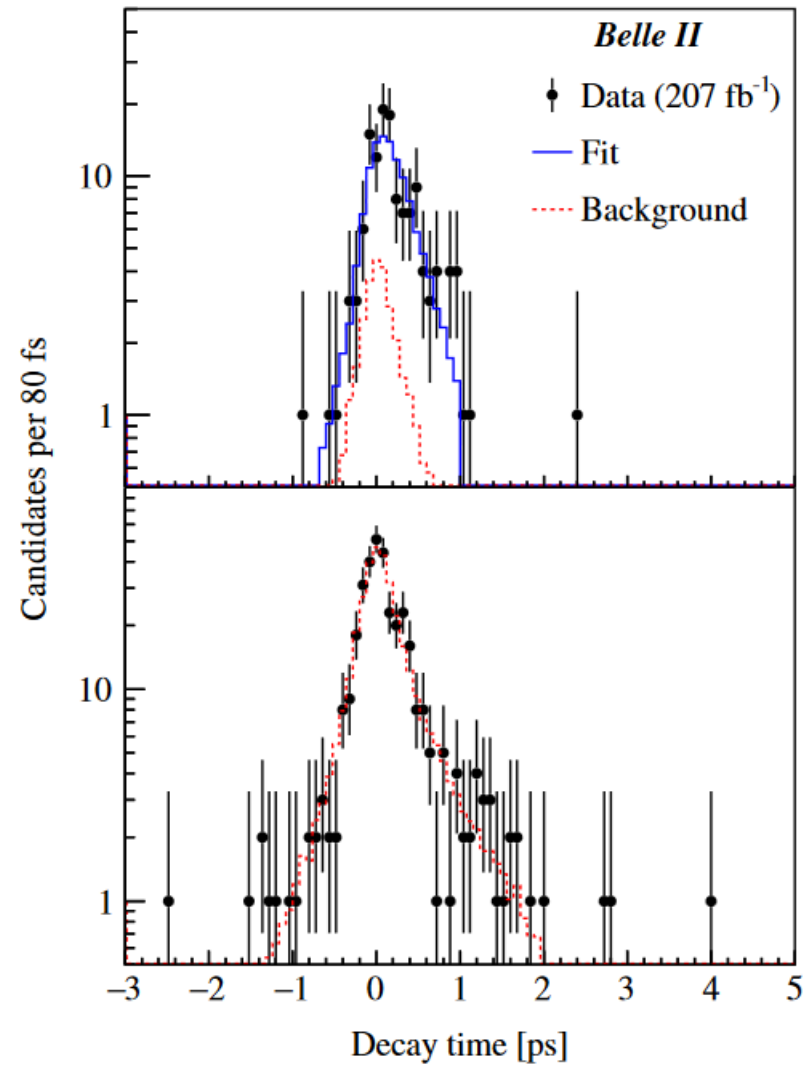 Belle II
Data (207 fb⁻¹)
Fit
Background
10
1
Candidates per 80 fs
10
1
−3 −2 −1 0 1 2 3 4 5
Decay time [ps]